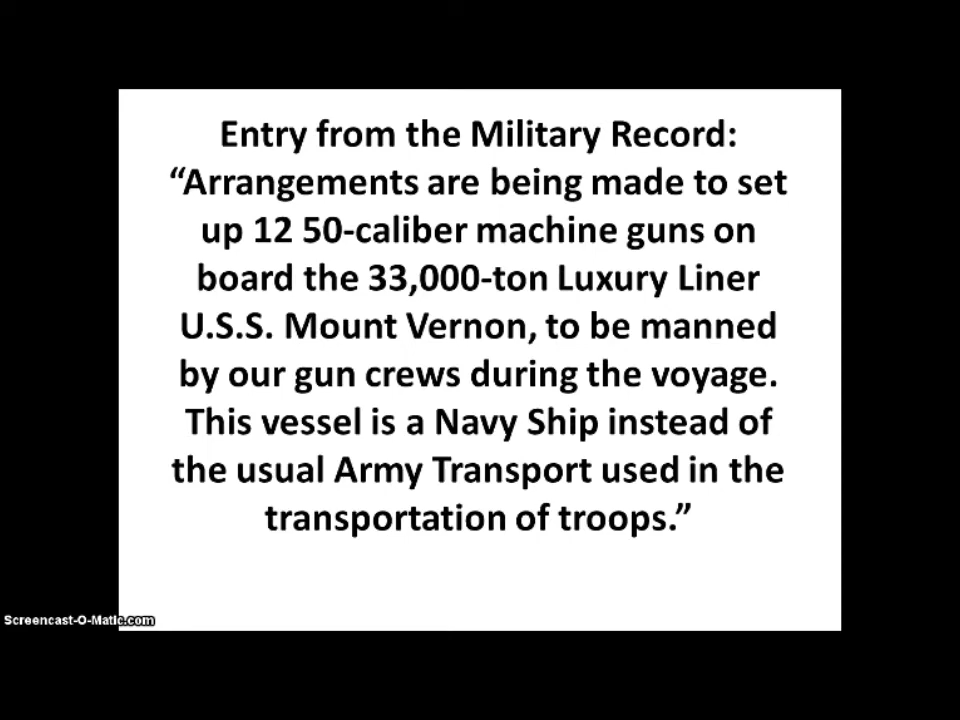 Entry from the Military Record:
“Arrangements are being made to set
up 12 50-caliber machine guns on
board the 33,000-ton Luxury Liner
U.S.S. Mount Vernon, to be manned
by our gun crews during the voyage.
This vessel is a Navy Ship instead of
the usual Army Transport used in the
transportation of troops.”
Screencast-O-Matic.com